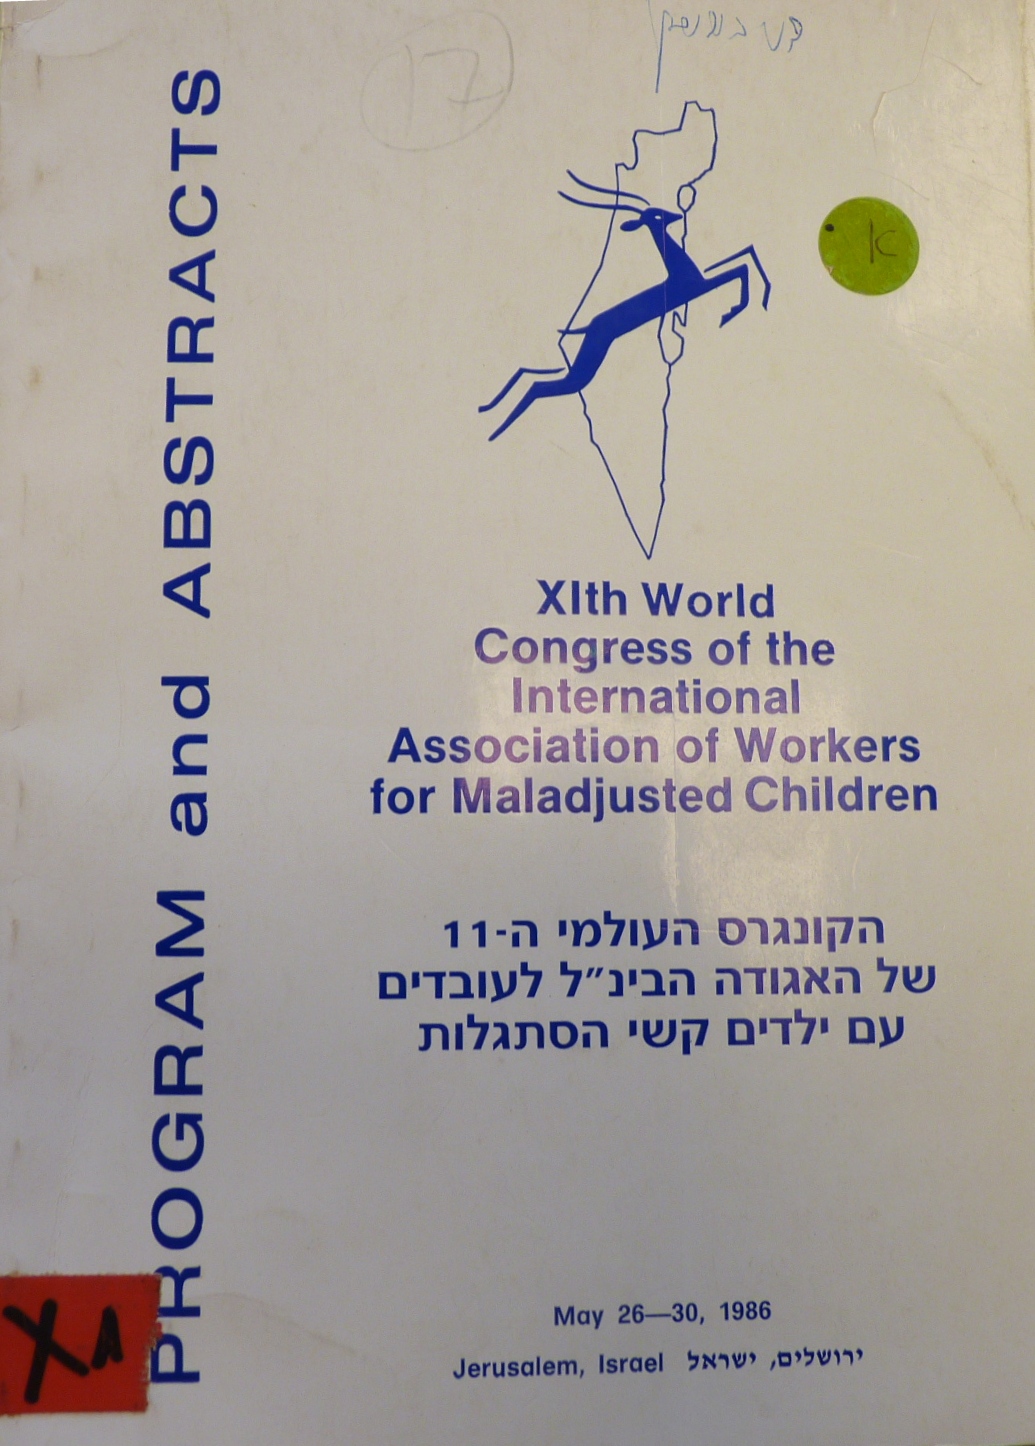 17
PROGRAM and ABSTRACTS
XIth World
Congress of the
International
Association of Workers
for Maladjusted Children
הקונגרס העולמי ה-11
של האגודה הבינ״ל לעובדים
עם ילדים קשי הסתגלות
May 26—30, 1986
Jerusalem, Israel ירושלים, ישראל